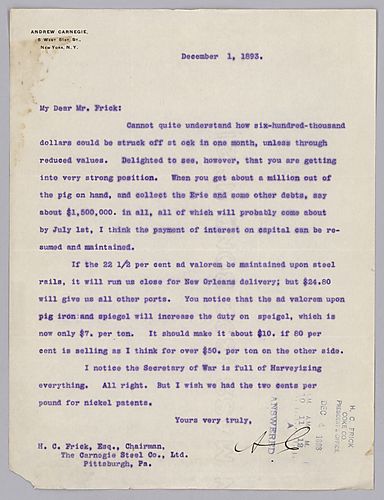 ANDREW CARNEGIE,
5 WEST 51ST, ST.,
NEW-YORK, N. Y.
December 1, 1893.
My Dear Mr. Frick:
Cannot quite understand how six-hundred-thousand
dollars could be struck off st ock in one month, unless through
reduced values. Delighted to see, however, that you are getting
into very strong position. When you get about a million out of
the pig on hand, and collect the Erie and some other debts, say
about $1,500,000. in all, all of which will probably come about
by July 1st, I think the payment of interest on capital can be re-
sumed and maintained.
If the 22 1/2 per cent ad valorem be maintained upon steel
rails, it will run us close for New Orleans delivery; but $24.80
will give us all other ports. You notice that the ad valorem upon
pig iron and spiegel will increase the duty on speigel, which is
now only $7. per ton. It should make it about $10. if 80 per
cent is selling as I think for over $50. per ton on the other side.
I notice the Secretary of War is full of Harveyizing
everything. All right. But I wish we had the two cents per
pound for nickel patents.
Yours very truly,
A C
H. C. Frick, Esq., Chairman,
The Carnegie Steel Co., Ltd.
Pittsburgh, Pa.
H. C. FRICK
COKE CO.
PRESIDENT'S OFFICE
DEC 4 1893
ANSWERED